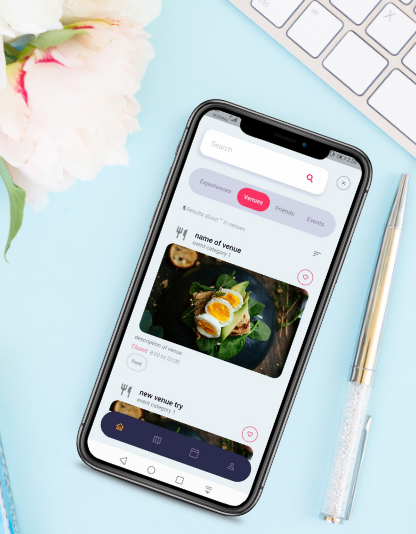 Search
Experiences Venues Friends Events
5 Results about "" in venues
name of venue
event category 1
description of venue
Closed 8:00 to 20:00
Food
new venue try
event category 1